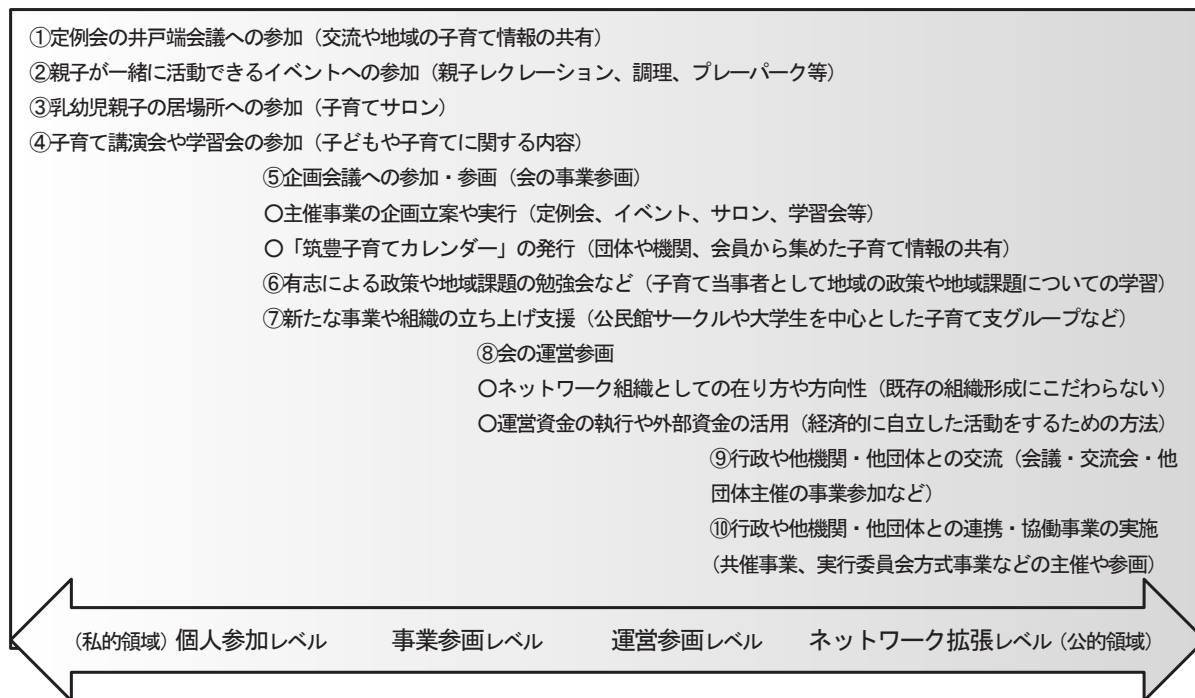 ①定例会の井戸端会議への参加（交流や地域の子育て情報の共有）
②親子が一緒に活動できるイベントへの参加（親子レクレーション、調理、プレーパーク等）
③乳幼児親子の居場所への参加（子育てサロン）
④子育て講演会や学習会の参加（子どもや子育てに関する内容）
⑤企画会議への参加・参画（会の事業参画）
○主催事業の企画立案や実行（定例会、イベント、サロン、学習会等）
○「筑豊子育てカレンダー」の発行（団体や機関、会員から集めた子育て情報の共有）
⑥有志による政策や地域課題の勉強会など（子育て当事者として地域の政策や地域課題についての学習）
⑦新たな事業や組織の立ち上げ支援（公民館サークルや大学生を中心とした子育て支グループなど）
⑧会の運営参画
○ネットワーク組織としての在り方や方向性（既存の組織形成にこだわらない）
○運営資金の執行や外部資金の活用（経済的に自立した活動をするための方法）
⑨行政や他機関・他団体との交流（会議・交流会・他
団体主催の事業参加など）
⑩行政や他機関・他団体との連携・協働事業の実施
（共催事業、実行委員会方式事業などの主催や参画）
（私的領域）個人参加レベル　事業参画レベル　運営参画レベル　ネットワーク拡張レベル（公的領域）